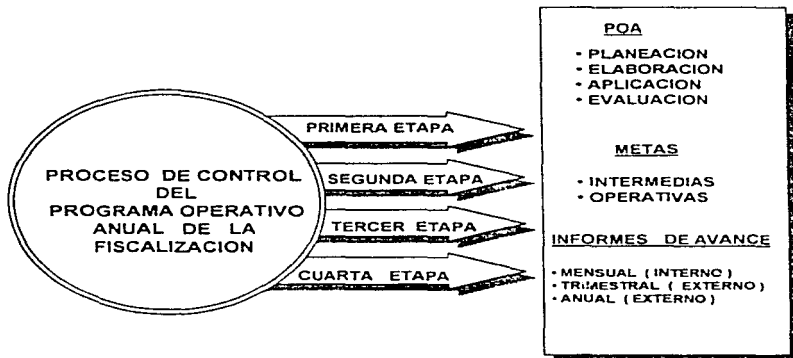 PROCESO DE CONTROL
DEL
PROGRAMA OPERATIVO
ANUAL DE LA
FISCALIZACION
PRIMERA ETAPA
SEGUNDA ETAPA
TERCER ETAPA
CUARTA ETAPA
POA
• PLANEACION
• ELABORACION
• APLICACION
• EVALUACION
METAS
• INTERMEDIAS
• OPERATIVAS
INFORMES DE AVANCE
• MENSUAL ( INTERNO )
• TRIMESTRAL ( EXTERNO )
• ANUAL ( EXTERNO )